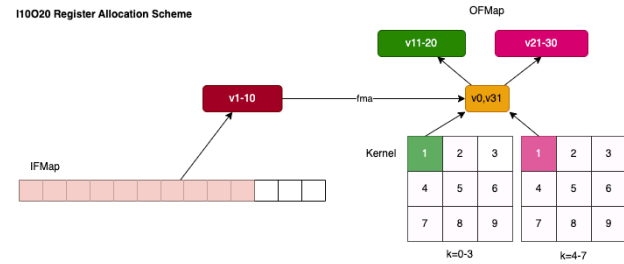 I10O20 Register Allocation Scheme
OFMap
v11-20
v21-30
v1-10
fma
v0,v31
IFMap
Kernel
1 2 3
4 5 6
7 8 9
k=0-3
1 2 3
4 5 6
7 8 9
k=4-7